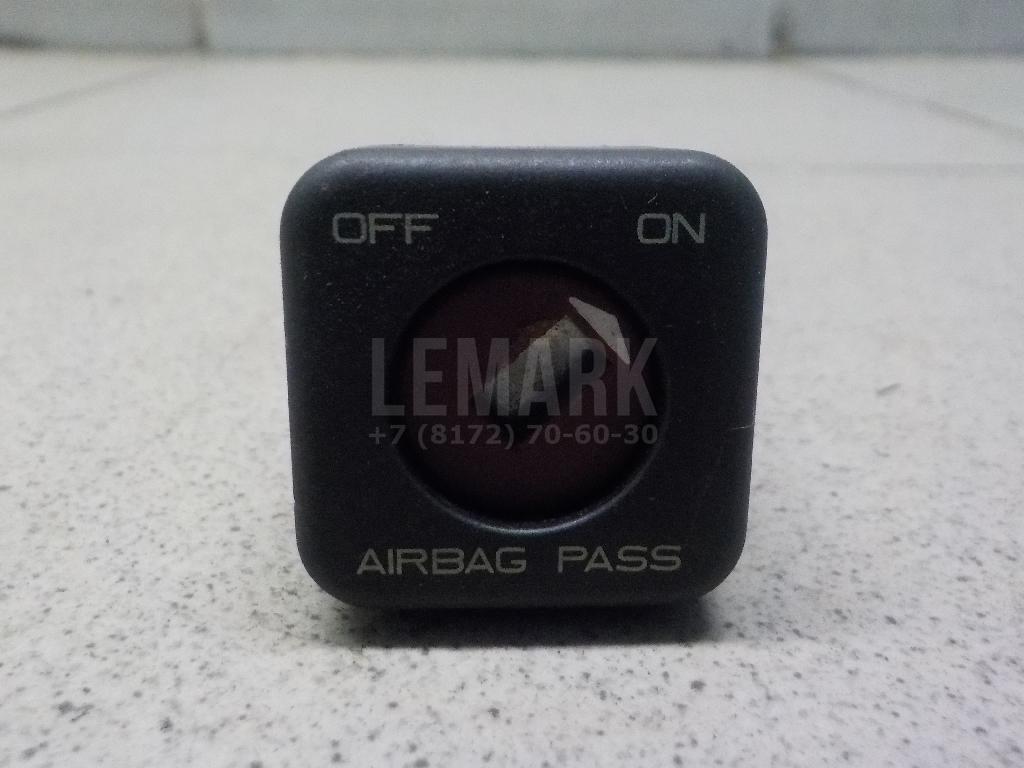 OFF ON
LEMARK
+7 (8172) 70-60-30
AIRBAG PASS